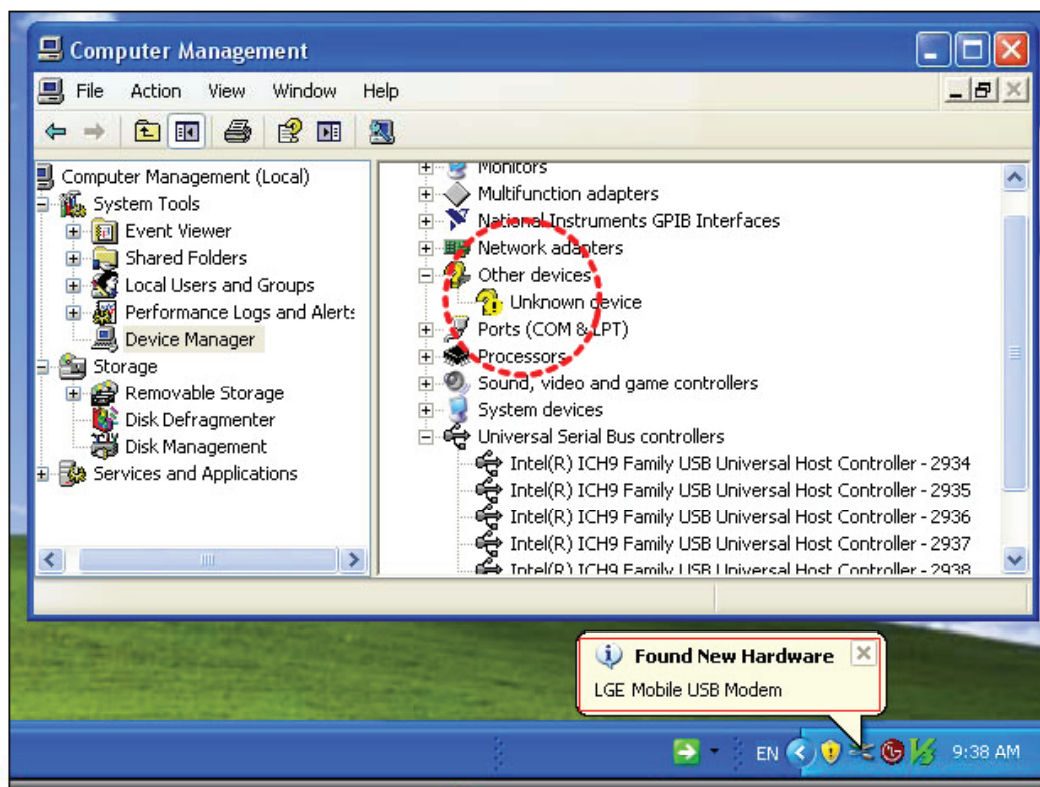 Computer Management
File Action View Window Help
Computer Management (Local)
System Tools
Event Viewer
Shared Folders
Local Users and Groups
Performance Logs and Alerts
Device Manager
Storage
Removable Storage
Disk Defragmenter
Disk Management
Services and Applications
Monitors
Multifunction adapters
National Instruments GPIB Interfaces
Network adapters
Other devices
Unknown device
Ports (COM & LPT)
Processors
Sound, video and game controllers
System devices
Universal Serial Bus controllers
Intel(R) ICH9 Family USB Universal Host Controller - 2934
Intel(R) ICH9 Family USB Universal Host Controller - 2935
Intel(R) ICH9 Family USB Universal Host Controller - 2936
Intel(R) ICH9 Family USB Universal Host Controller - 2937
Intel(R) ICH9 Family USB Universal Host Controller - 2938
Found New Hardware
LGE Mobile USB Modem
EN 9:38 AM